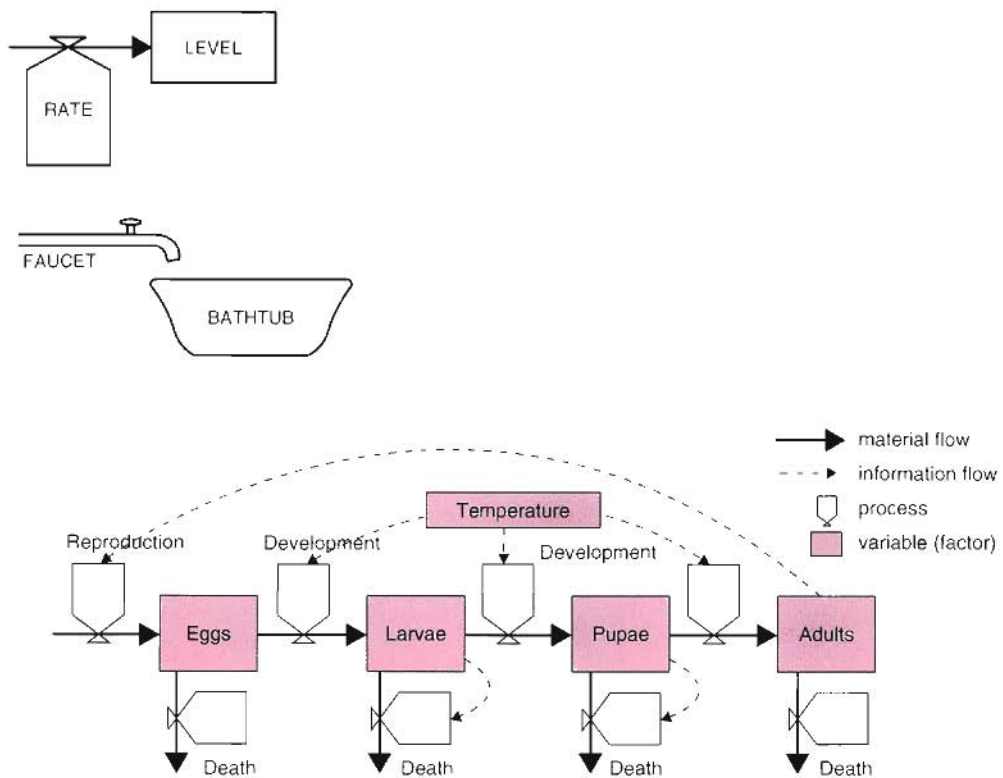 LEVEL
RATE
FAUCET
BATHTUB
material flow
information flow
process
variable (factor)
Temperature
Reproduction
Development
Development
Eggs
Larvae
Pupae
Adults
Death
Death
Death
Death